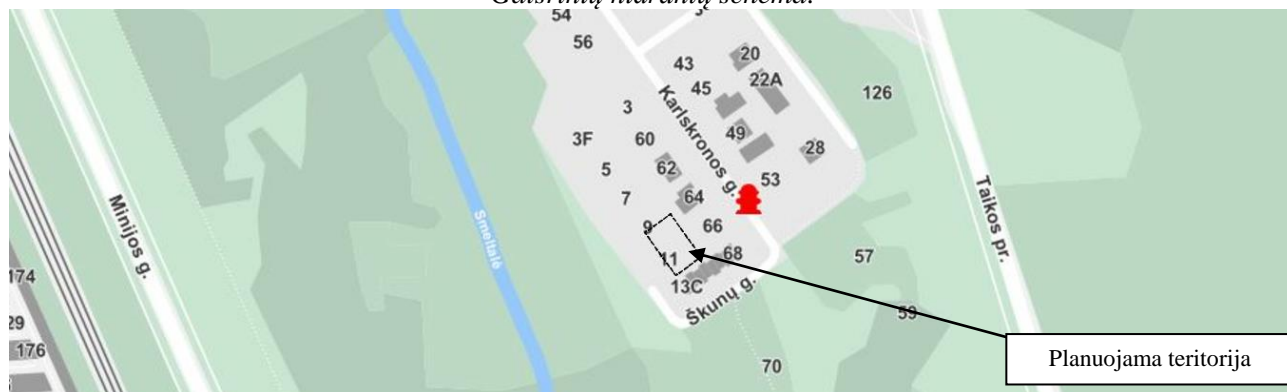 Gaisrinių hidrantų schema:
54
56
3
20
43
22A
45
126
Karlskronos g.
3
3F
60
49
28
5
62
53
7
64
Taikos pr.
Minijos g.
Smeltalė
9
66
11
68
57
174
13C
Škunų g.
59
29
176
70
Planuojama teritorija